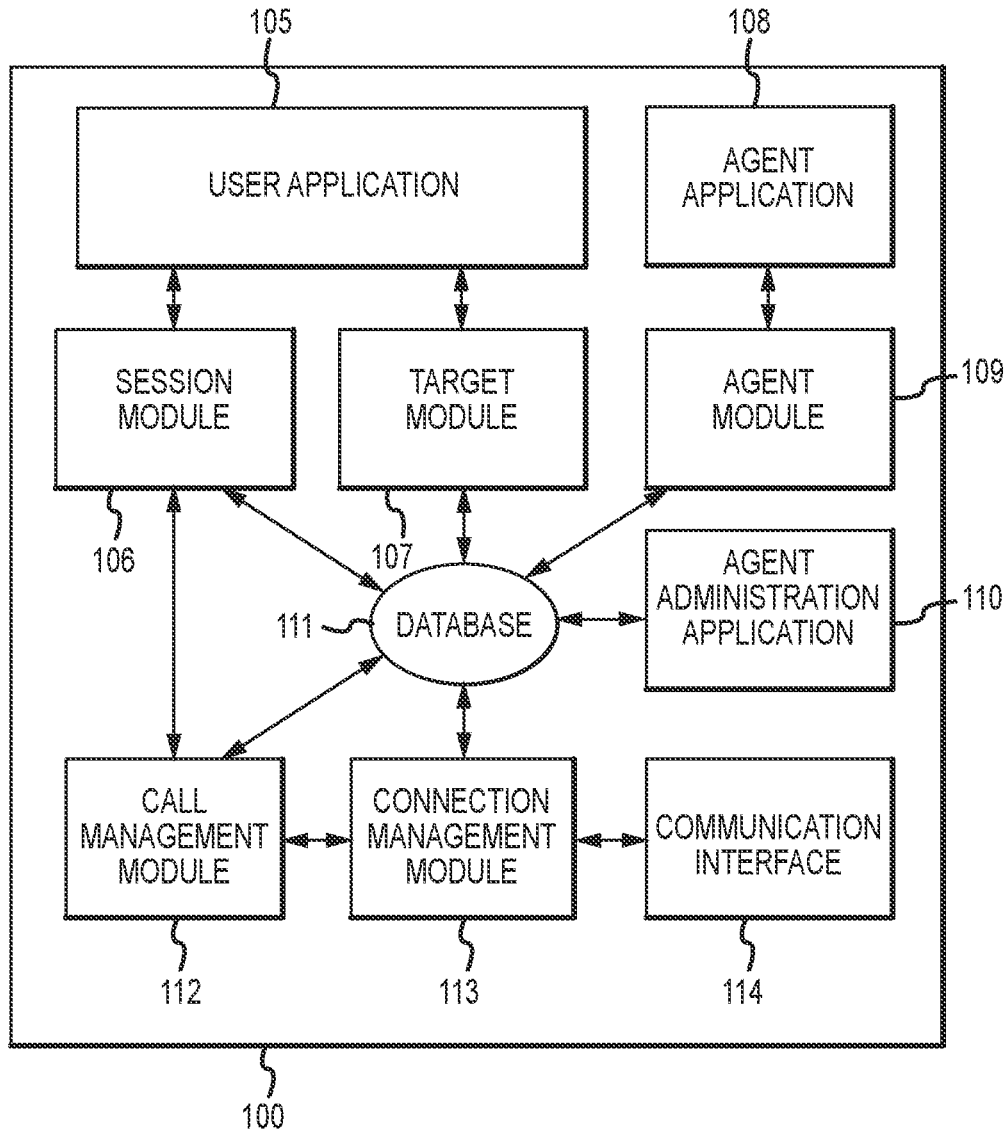 105
108
USER APPLICATION
AGENT
APPLICATION
SESSION
MODULE
TARGET
MODULE
AGENT
MODULE
109
106
107
AGENT
ADMINISTRATION
APPLICATION
110
111
DATABASE
CALL
MANAGEMENT
MODULE
CONNECTION
MANAGEMENT
MODULE
COMMUNICATION
INTERFACE
112
113
114
100